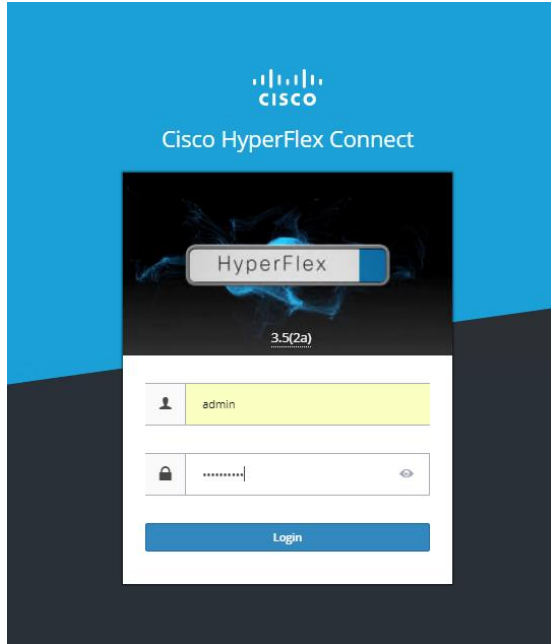 CISCO
Cisco HyperFlex Connect
HyperFlex
3.5(2a)
admin
••••••••••
Login